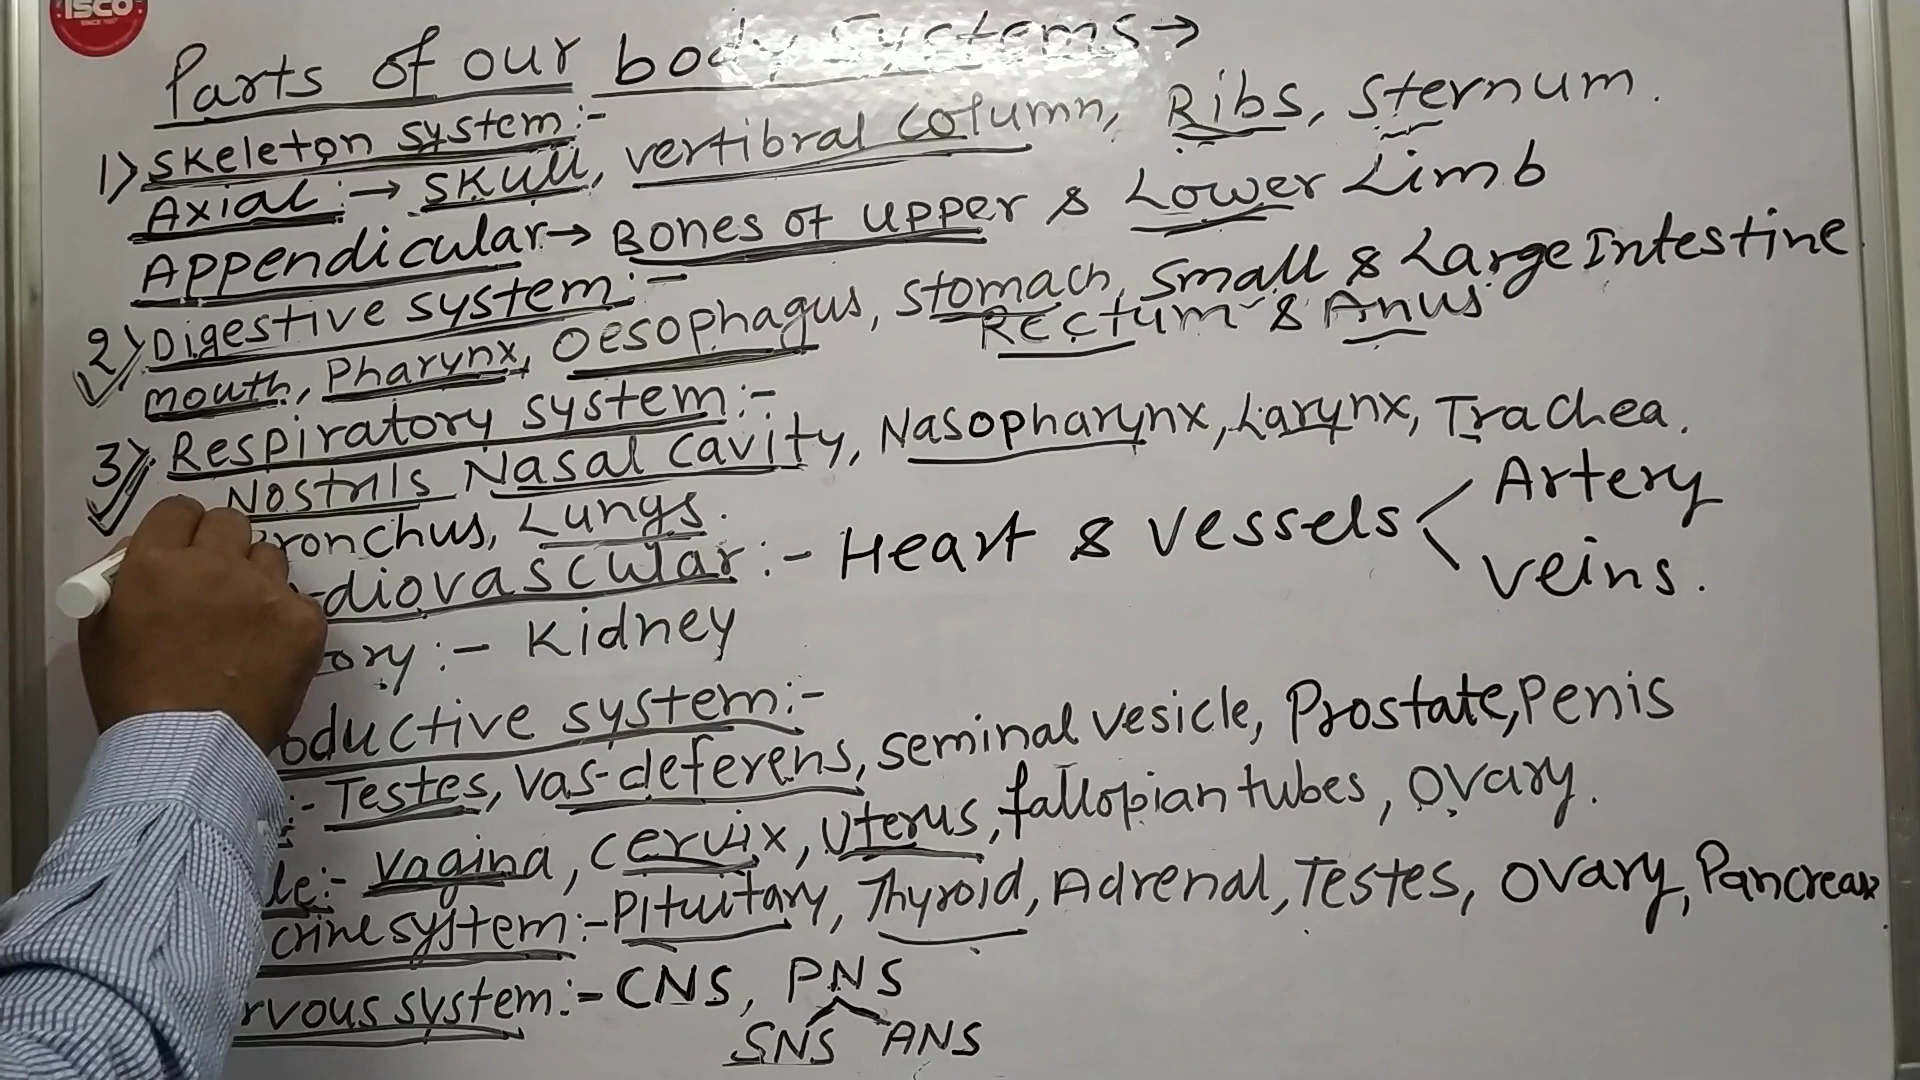 ISCO
Parts of our body Systems→
1) Skeleton system:-
Axial:→ Skull, vertibral column, Ribs, Sternum.
Appendicular→ Bones of upper & Lower Limb
2) Digestive system:-
mouth, Pharynx, Oesophagus, Stomach, Small & Large Intestine
Rectum & Anus
3) Respiratory system:-
Nostrils Nasal cavity, Nasopharynx, Larynx, Trachea.
ronchus, Lungs.
diovascular:- Heart & vessels < Artery
veins.
ory:- Kidney
oductive system:-
:- Testes, Vas-deferens, seminal vesicle, Prostate, Penis
le:- vagina, cervix, Uterus, fallopian tubes, ovary.
crine system:- Pituitary, Thyroid, Adrenal, Testes, ovary, Pancreas
rvous system:- CNS, PNS
SNS ANS